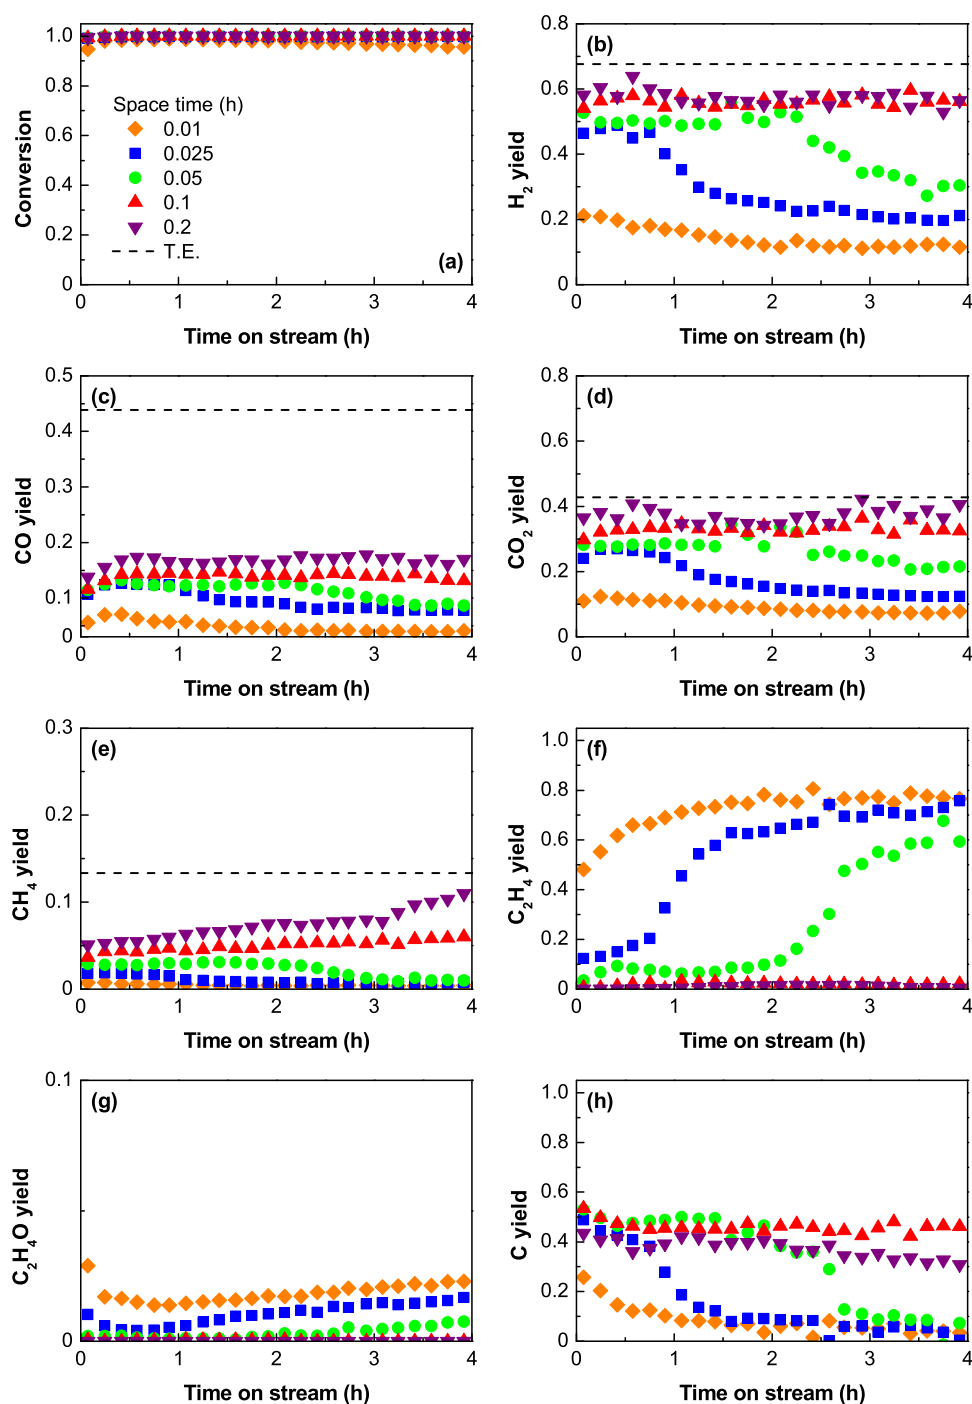 1.0
0.8
0.6
0.4
0.2
0
Conversion
Space time (h)
0.01
0.025
0.05
0.1
0.2
T.E.
(a)
0 1 2 3 4
Time on stream (h)
0.8
0.6
0.4
0.2
0
H2 yield
(b)
0 1 2 3 4
Time on stream (h)
0.5
0.4
0.3
0.2
0.1
0
CO yield
(c)
0 1 2 3 4
Time on stream (h)
0.8
0.6
0.4
0.2
0
CO2 yield
(d)
0 1 2 3 4
Time on stream (h)
0.3
0.2
0.1
0
CH4 yield
(e)
0 1 2 3 4
Time on stream (h)
1.0
0.8
0.6
0.4
0.2
0
C2H4 yield
(f)
0 1 2 3 4
Time on stream (h)
0.1
0
C2H4O yield
(g)
0 1 2 3 4
Time on stream (h)
1.0
0.8
0.6
0.4
0.2
0
C yield
(h)
0 1 2 3 4
Time on stream (h)